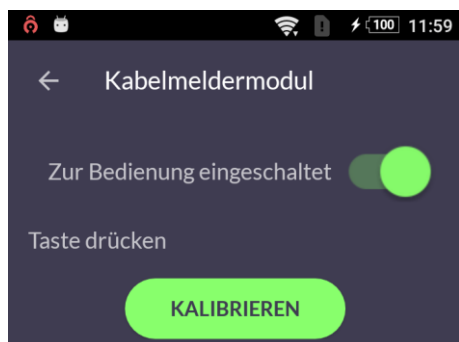 100 11:59
Kabelmeldermodul
Zur Bedienung eingeschaltet
Taste drücken
KALIBRIEREN